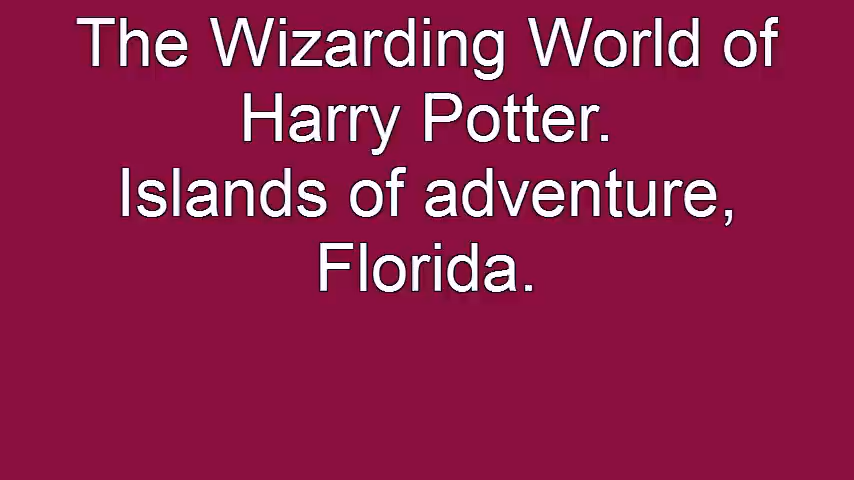 The Wizarding World of
Harry Potter.
Islands of adventure,
Florida.